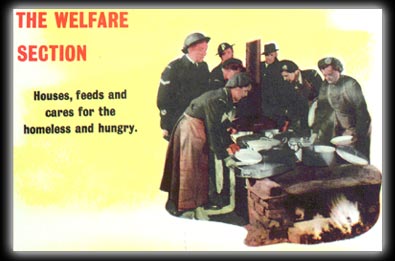 THE WELFARE
SECTION
Houses, feeds and
cares for the
homeless and hungry.